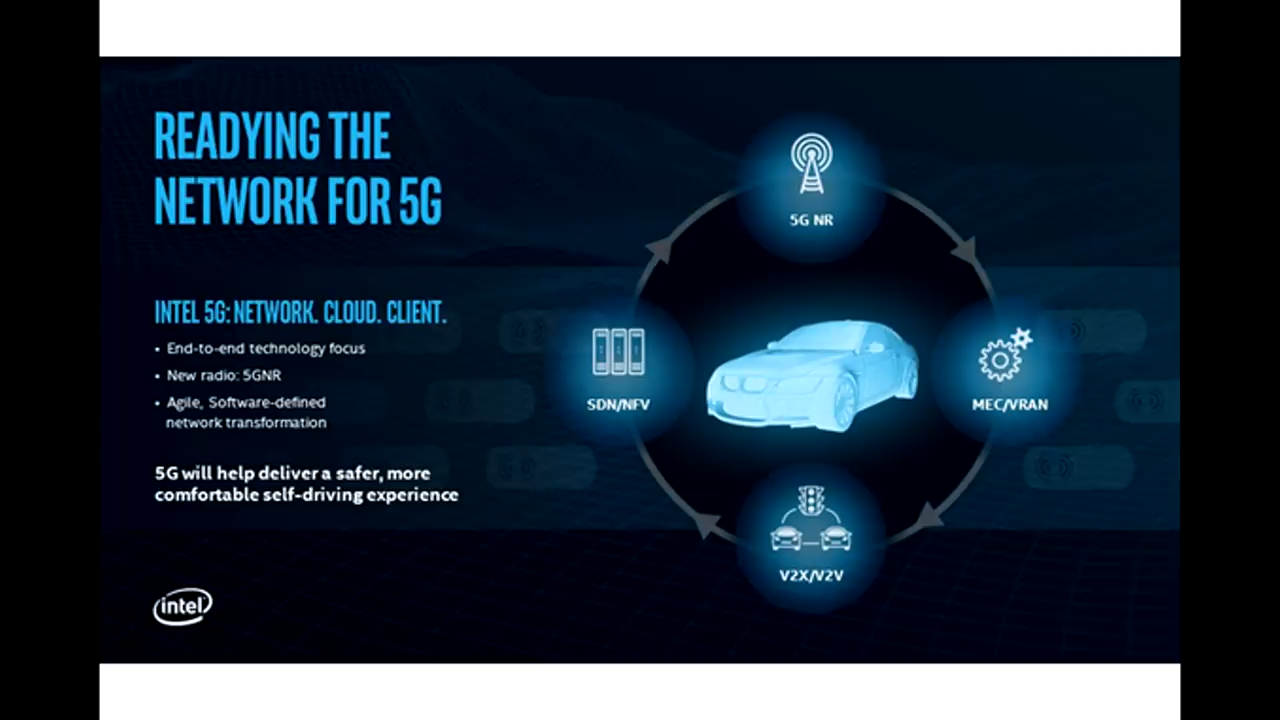 READYING THE
NETWORK FOR 5G
INTEL 5G: NETWORK. CLOUD. CLIENT.
• End-to-end technology focus
• New radio: 5GNR
• Agile, Software-defined
network transformation
5G will help deliver a safer, more
comfortable self-driving experience
intel
5G NR
SDN/NFV
MEC/VRAN
V2X/V2V